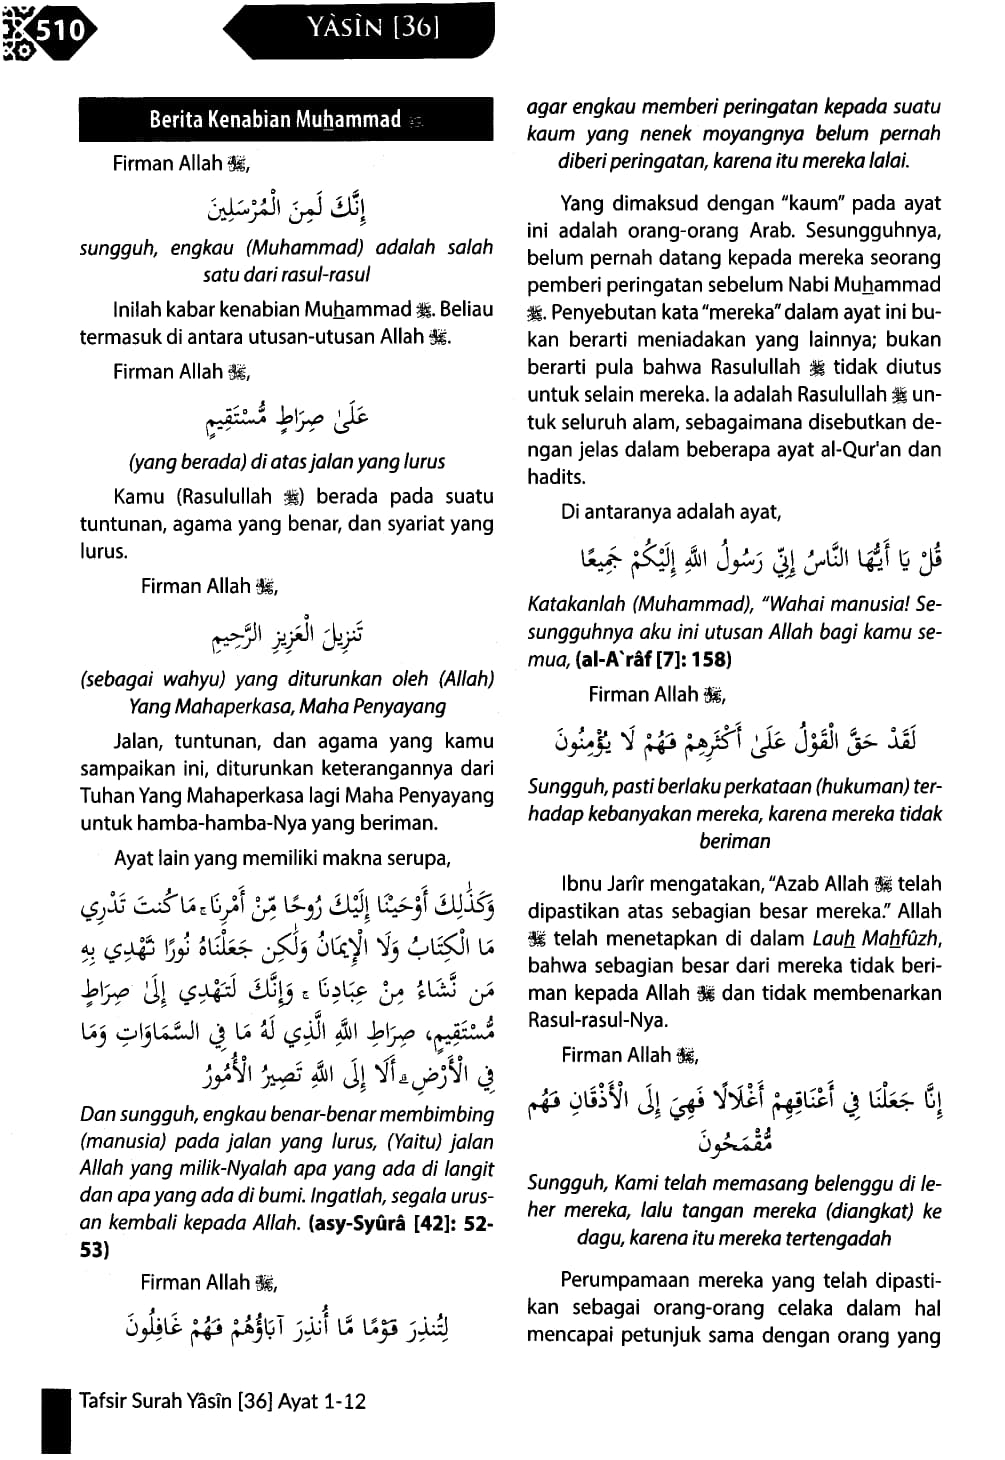 510
YÀSÌN [36]
Berita Kenabian Muhammad ﷺ
Firman Allah ﷻ,
إِنَّكَ لَمِنَ الْمُرْسَلِينَ
sungguh, engkau (Muhammad) adalah salah
satu dari rasul-rasul
Inilah kabar kenabian Muhammad ﷺ. Beliau
termasuk di antara utusan-utusan Allah ﷻ.
Firman Allah ﷻ,
عَلَىٰ صِرَاطٍ مُّسْتَقِيمٍ
(yang berada) di atas jalan yang lurus
Kamu (Rasulullah ﷺ) berada pada suatu
tuntunan, agama yang benar, dan syariat yang
lurus.
Firman Allah ﷻ,
تَنزِيلَ الْعَزِيزِ الرَّحِيمِ
(sebagai wahyu) yang diturunkan oleh (Allah)
Yang Mahaperkasa, Maha Penyayang
Jalan, tuntunan, dan agama yang kamu
sampaikan ini, diturunkan keterangannya dari
Tuhan Yang Mahaperkasa lagi Maha Penyayang
untuk hamba-hamba-Nya yang beriman.
Ayat lain yang memiliki makna serupa,
وَكَذَٰلِكَ أَوْحَيْنَا إِلَيْكَ رُوحًا مِّنْ أَمْرِنَا ۚ مَا كُنتَ تَدْرِي
مَا الْكِتَابُ وَلَا الْإِيمَانُ وَلَٰكِن جَعَلْنَاهُ نُورًا نَّهْدِي بِهِ
مَن نَّشَاءُ مِنْ عِبَادِنَا ۚ وَإِنَّكَ لَتَهْدِي إِلَىٰ صِرَاطٍ
مُّسْتَقِيمٍ، صِرَاطِ اللَّهِ الَّذِي لَهُ مَا فِي السَّمَاوَاتِ وَمَا
فِي الْأَرْضِ ۗ أَلَا إِلَى اللَّهِ تَصِيرُ الْأُمُورُ
Dan sungguh, engkau benar-benar membimbing
(manusia) pada jalan yang lurus, (Yaitu) jalan
Allah yang milik-Nyalah apa yang ada di langit
dan apa yang ada di bumi. Ingatlah, segala urus-
an kembali kepada Allah. (asy-Syûrâ [42]: 52-
53)
Firman Allah ﷻ,
لِتُنذِرَ قَوْمًا مَّا أُنذِرَ آبَاؤُهُمْ فَهُمْ غَافِلُونَ
agar engkau memberi peringatan kepada suatu
kaum yang nenek moyangnya belum pernah
diberi peringatan, karena itu mereka lalai.
Yang dimaksud dengan “kaum” pada ayat
ini adalah orang-orang Arab. Sesungguhnya,
belum pernah datang kepada mereka seorang
pemberi peringatan sebelum Nabi Muhammad
ﷺ. Penyebutan kata “mereka” dalam ayat ini bu-
kan berarti meniadakan yang lainnya; bukan
berarti pula bahwa Rasulullah ﷺ tidak diutus
untuk selain mereka. Ia adalah Rasulullah ﷺ un-
tuk seluruh alam, sebagaimana disebutkan de-
ngan jelas dalam beberapa ayat al-Qur'an dan
hadits.
Di antaranya adalah ayat,
قُلْ يَا أَيُّهَا النَّاسُ إِنِّي رَسُولُ اللَّهِ إِلَيْكُمْ جَمِيعًا
Katakanlah (Muhammad), “Wahai manusia! Se-
sungguhnya aku ini utusan Allah bagi kamu se-
mua, (al-A`râf [7]: 158)
Firman Allah ﷻ,
لَقَدْ حَقَّ الْقَوْلُ عَلَىٰ أَكْثَرِهِمْ فَهُمْ لَا يُؤْمِنُونَ
Sungguh, pasti berlaku perkataan (hukuman) ter-
hadap kebanyakan mereka, karena mereka tidak
beriman
Ibnu Jarîr mengatakan, “Azab Allah ﷻ telah
dipastikan atas sebagian besar mereka.” Allah
ﷻ telah menetapkan di dalam Lauh Mahfûzh,
bahwa sebagian besar dari mereka tidak beri-
man kepada Allah ﷻ dan tidak membenarkan
Rasul-rasul-Nya.
Firman Allah ﷻ,
إِنَّا جَعَلْنَا فِي أَعْنَاقِهِمْ أَغْلَالًا فَهِيَ إِلَى الْأَذْقَانِ فَهُم
مُّقْمَحُونَ
Sungguh, Kami telah memasang belenggu di le-
her mereka, lalu tangan mereka (diangkat) ke
dagu, karena itu mereka tertengadah
Perumpamaan mereka yang telah dipasti-
kan sebagai orang-orang celaka dalam hal
mencapai petunjuk sama dengan orang yang
Tafsir Surah Yâsîn [36] Ayat 1-12